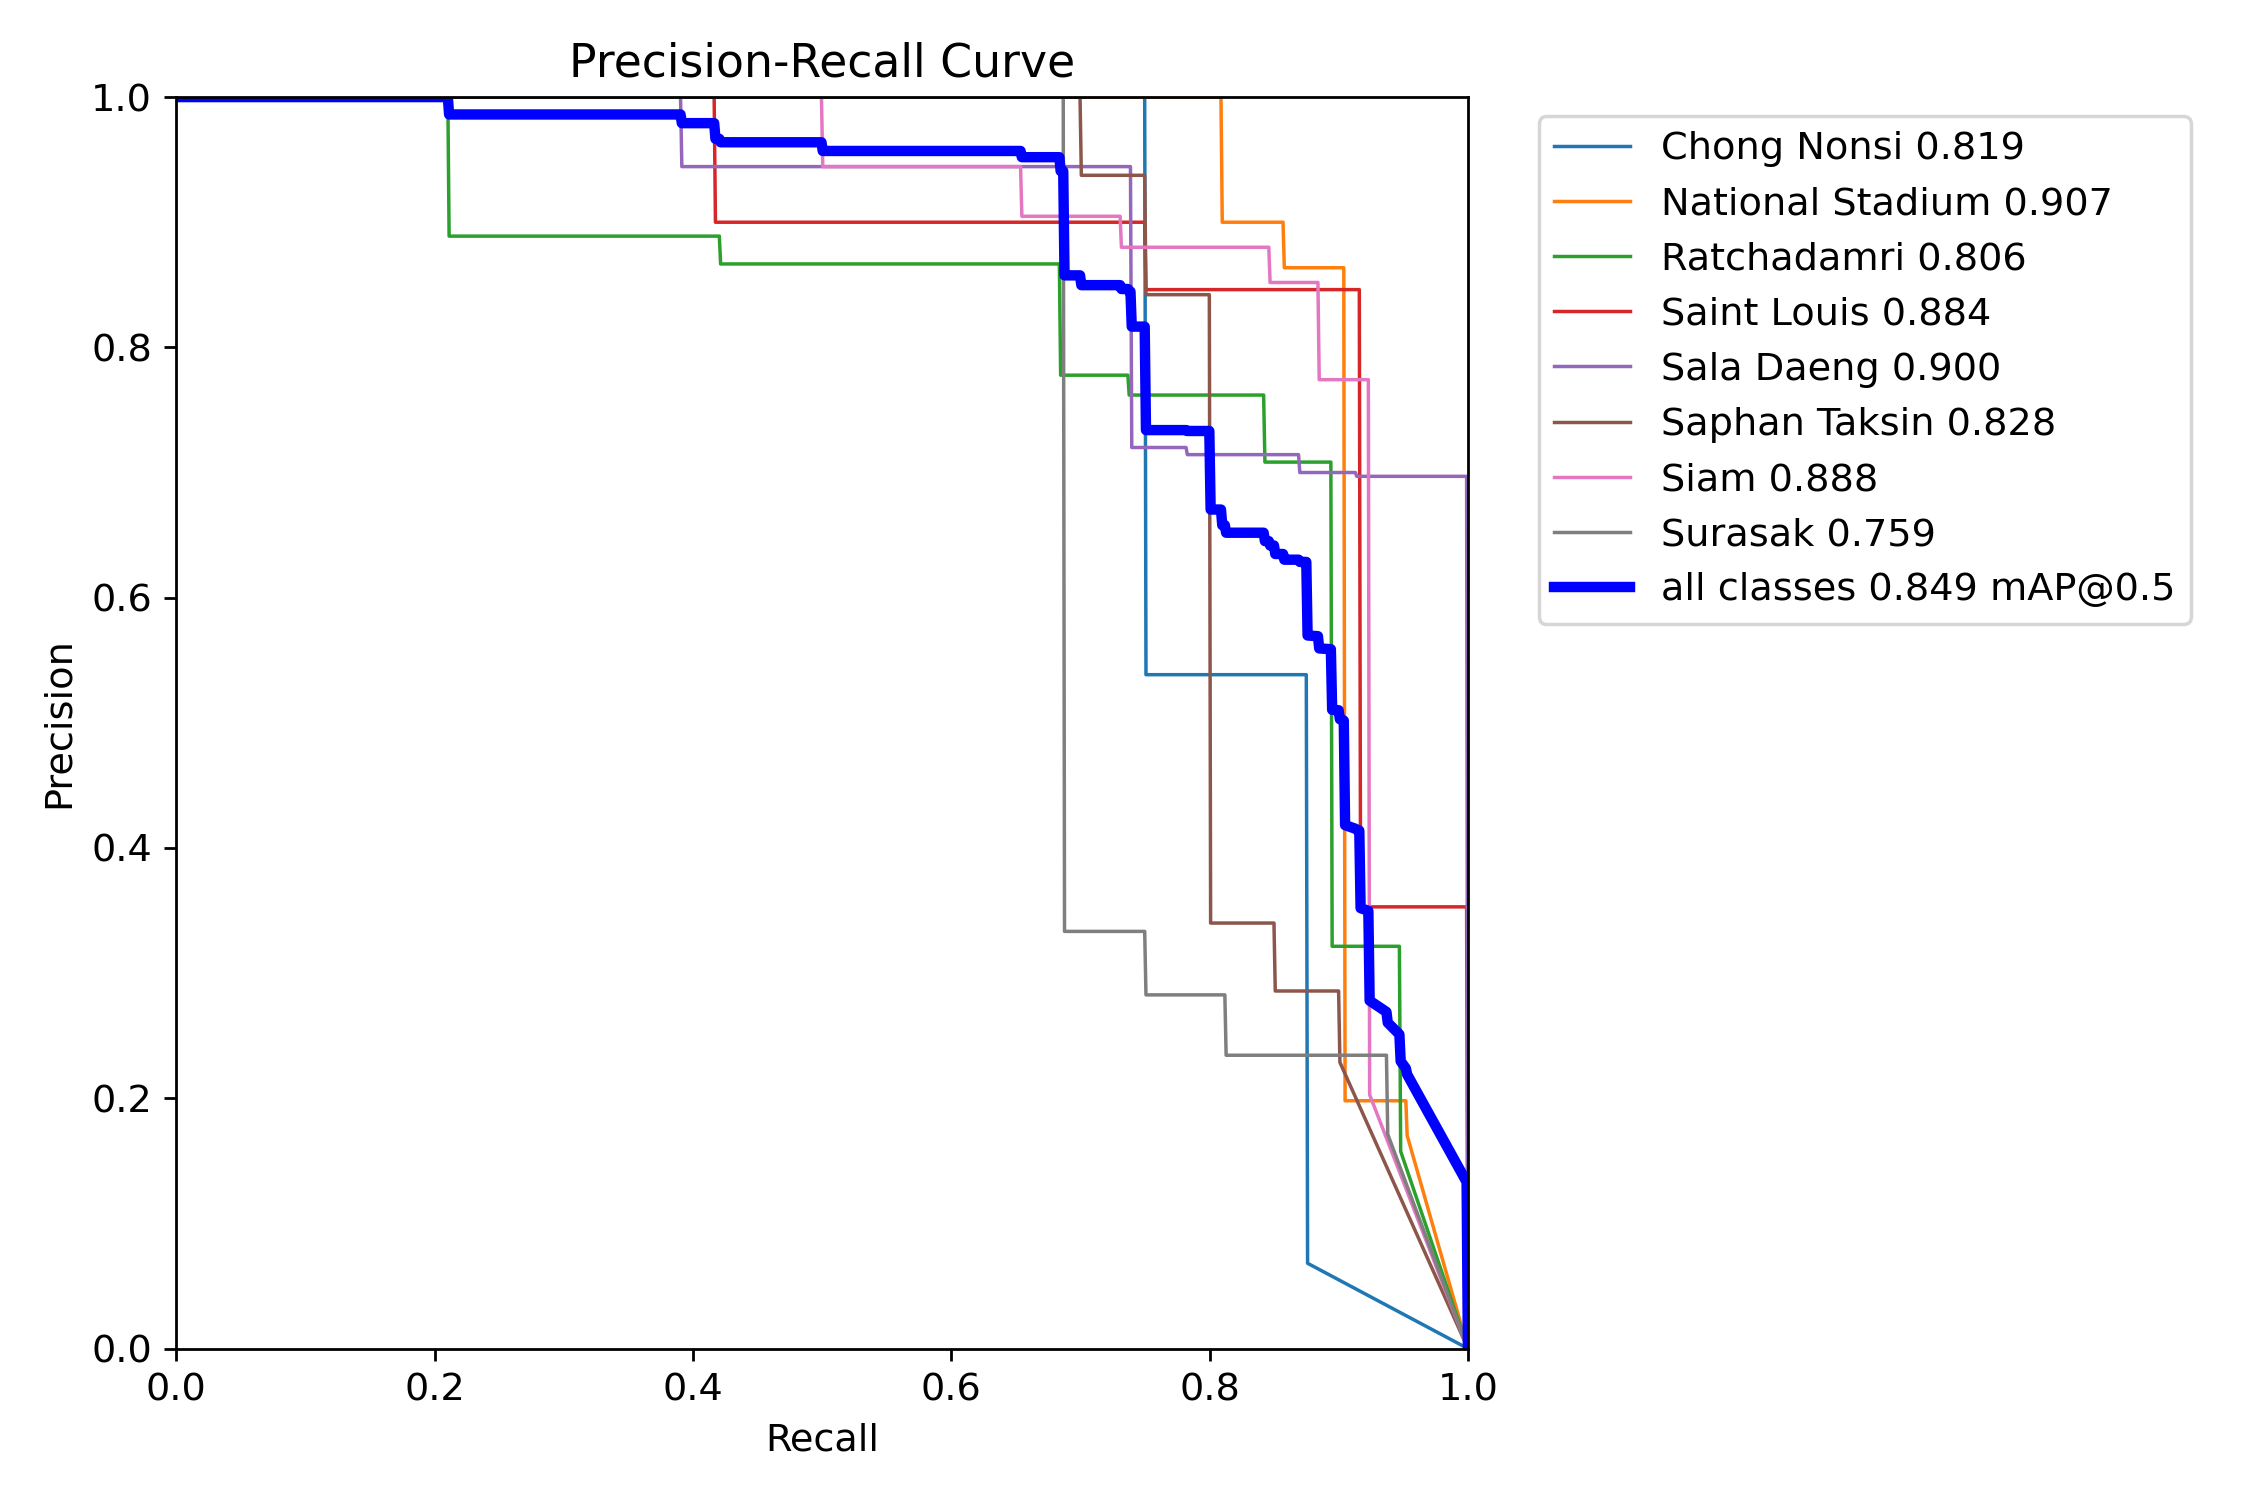 Precision-Recall Curve
1.0
0.8
0.6
0.4
0.2
0.0
Precision
0.0 0.2 0.4 0.6 0.8 1.0
Recall
Chong Nonsi 0.819
National Stadium 0.907
Ratchadamri 0.806
Saint Louis 0.884
Sala Daeng 0.900
Saphan Taksin 0.828
Siam 0.888
Surasak 0.759
all classes 0.849 mAP@0.5